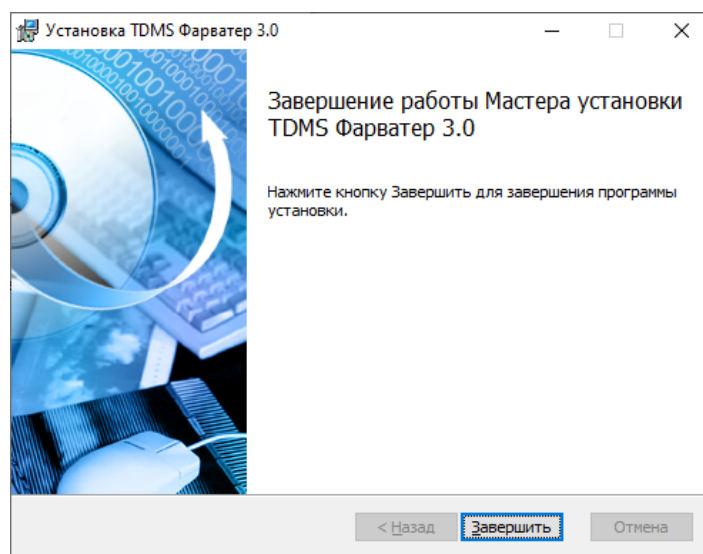 Установка TDMS Фарватер 3.0
Завершение работы Мастера установки
TDMS Фарватер 3.0
Нажмите кнопку Завершить для завершения программы
установки.
< Назад Завершить Отмена